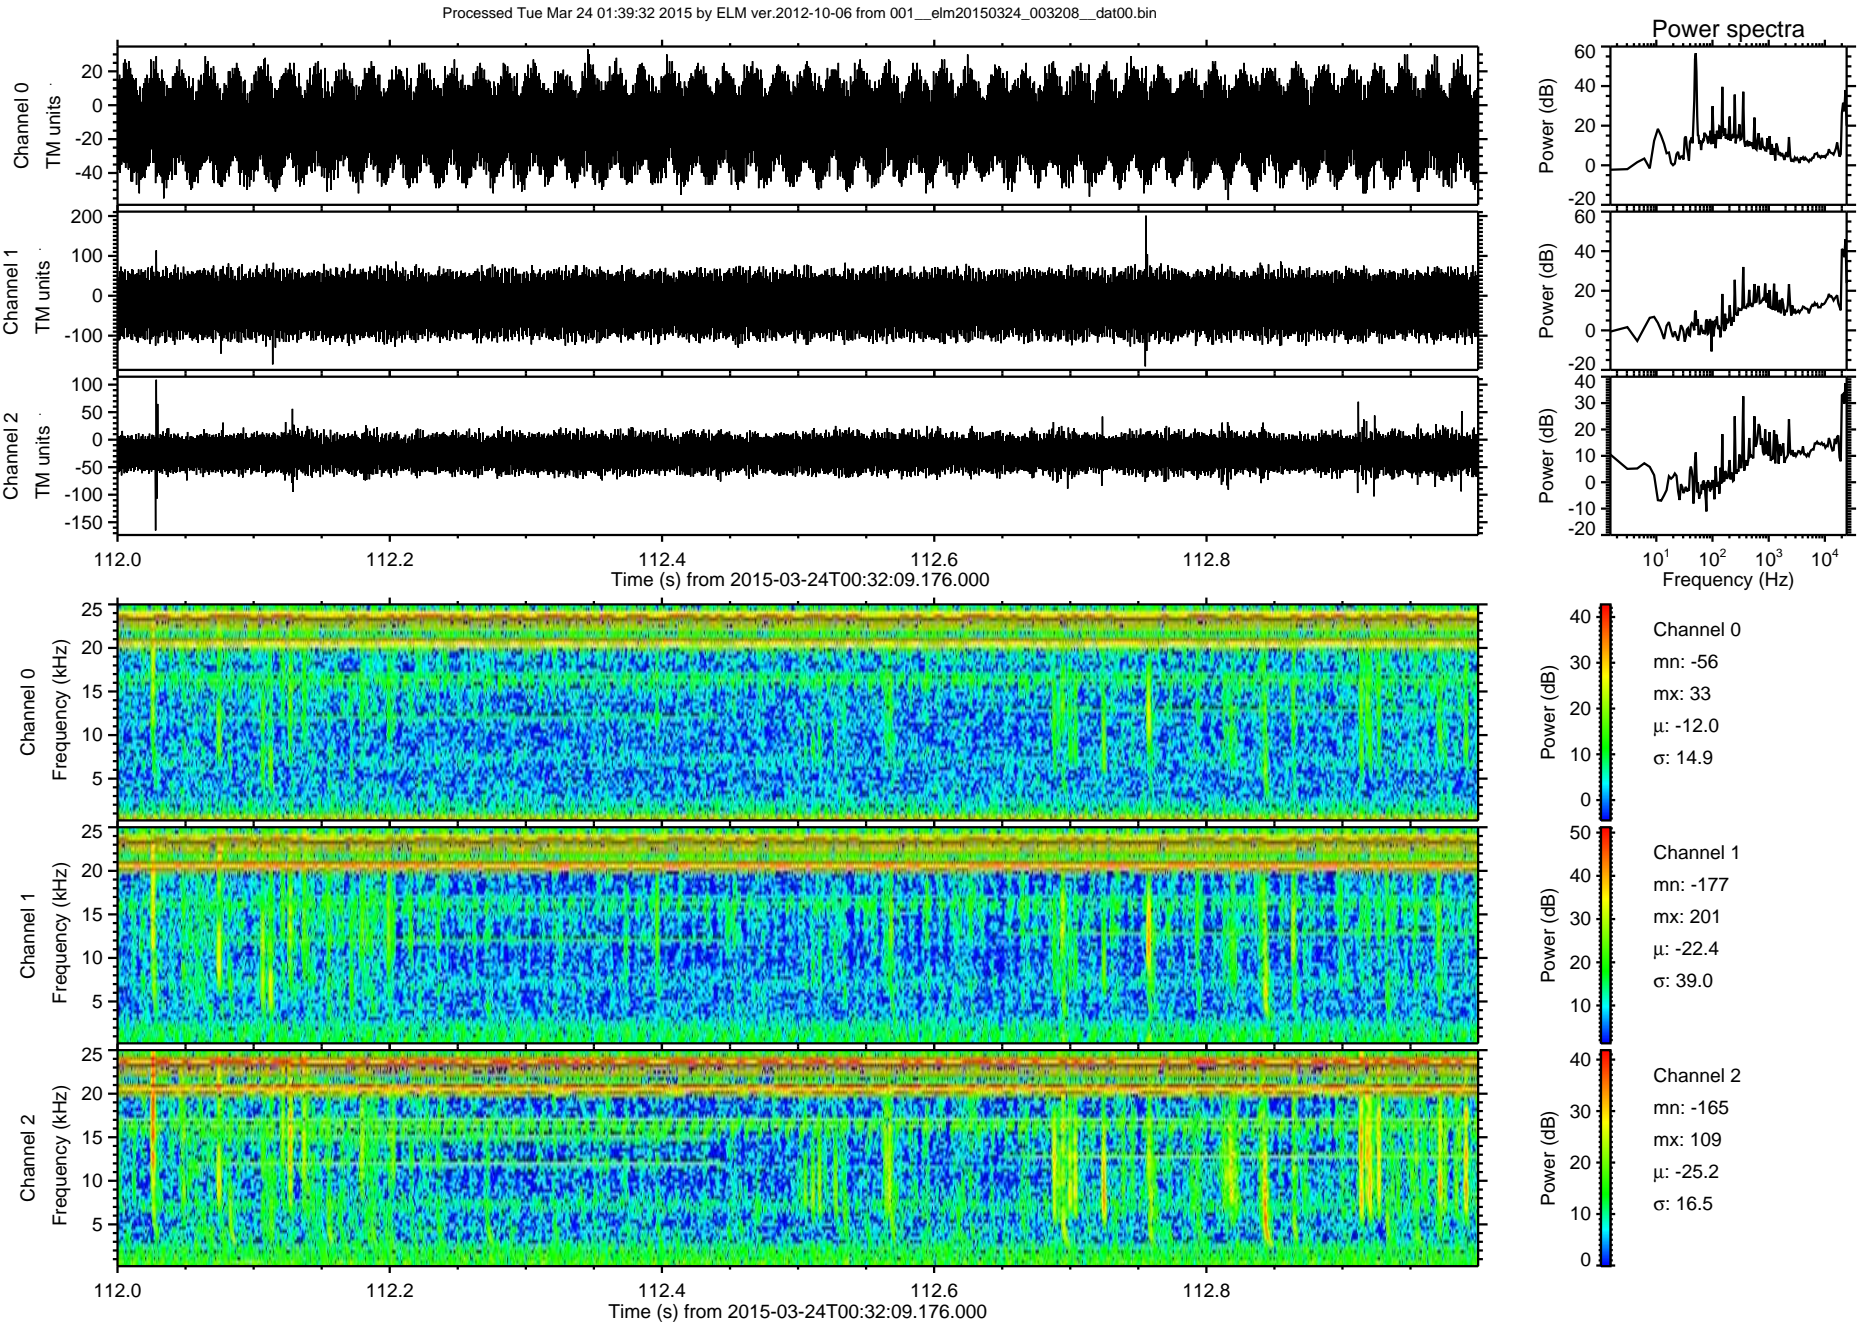 Processed Tue Mar 24 01:39:32 2015 by ELM ver.2012-10-06 from 001__elm20150324_003208__dat00.bin
Power spectra
Channel 0
TM units
20
0
-20
-40
Power (dB)
60
40
20
0
-20
Channel 1
TM units
200
100
0
-100
Power (dB)
60
40
20
0
-20
Channel 2
TM units
100
50
0
-50
-100
-150
Power (dB)
40
30
20
10
0
-10
-20
112.0 112.2 112.4 112.6 112.8
Time (s) from 2015-03-24T00:32:09.176.000
10^1 10^2 10^3 10^4
Frequency (Hz)
Channel 0
Frequency (kHz)
25
20
15
10
5
Power (dB)
40
30
20
10
0
Channel 0
mn: -56
mx: 33
μ: -12.0
σ: 14.9
Channel 1
Frequency (kHz)
25
20
15
10
5
Power (dB)
50
40
30
20
10
Channel 1
mn: -177
mx: 201
μ: -22.4
σ: 39.0
Channel 2
Frequency (kHz)
25
20
15
10
5
Power (dB)
40
30
20
10
0
Channel 2
mn: -165
mx: 109
μ: -25.2
σ: 16.5
112.0 112.2 112.4 112.6 112.8
Time (s) from 2015-03-24T00:32:09.176.000